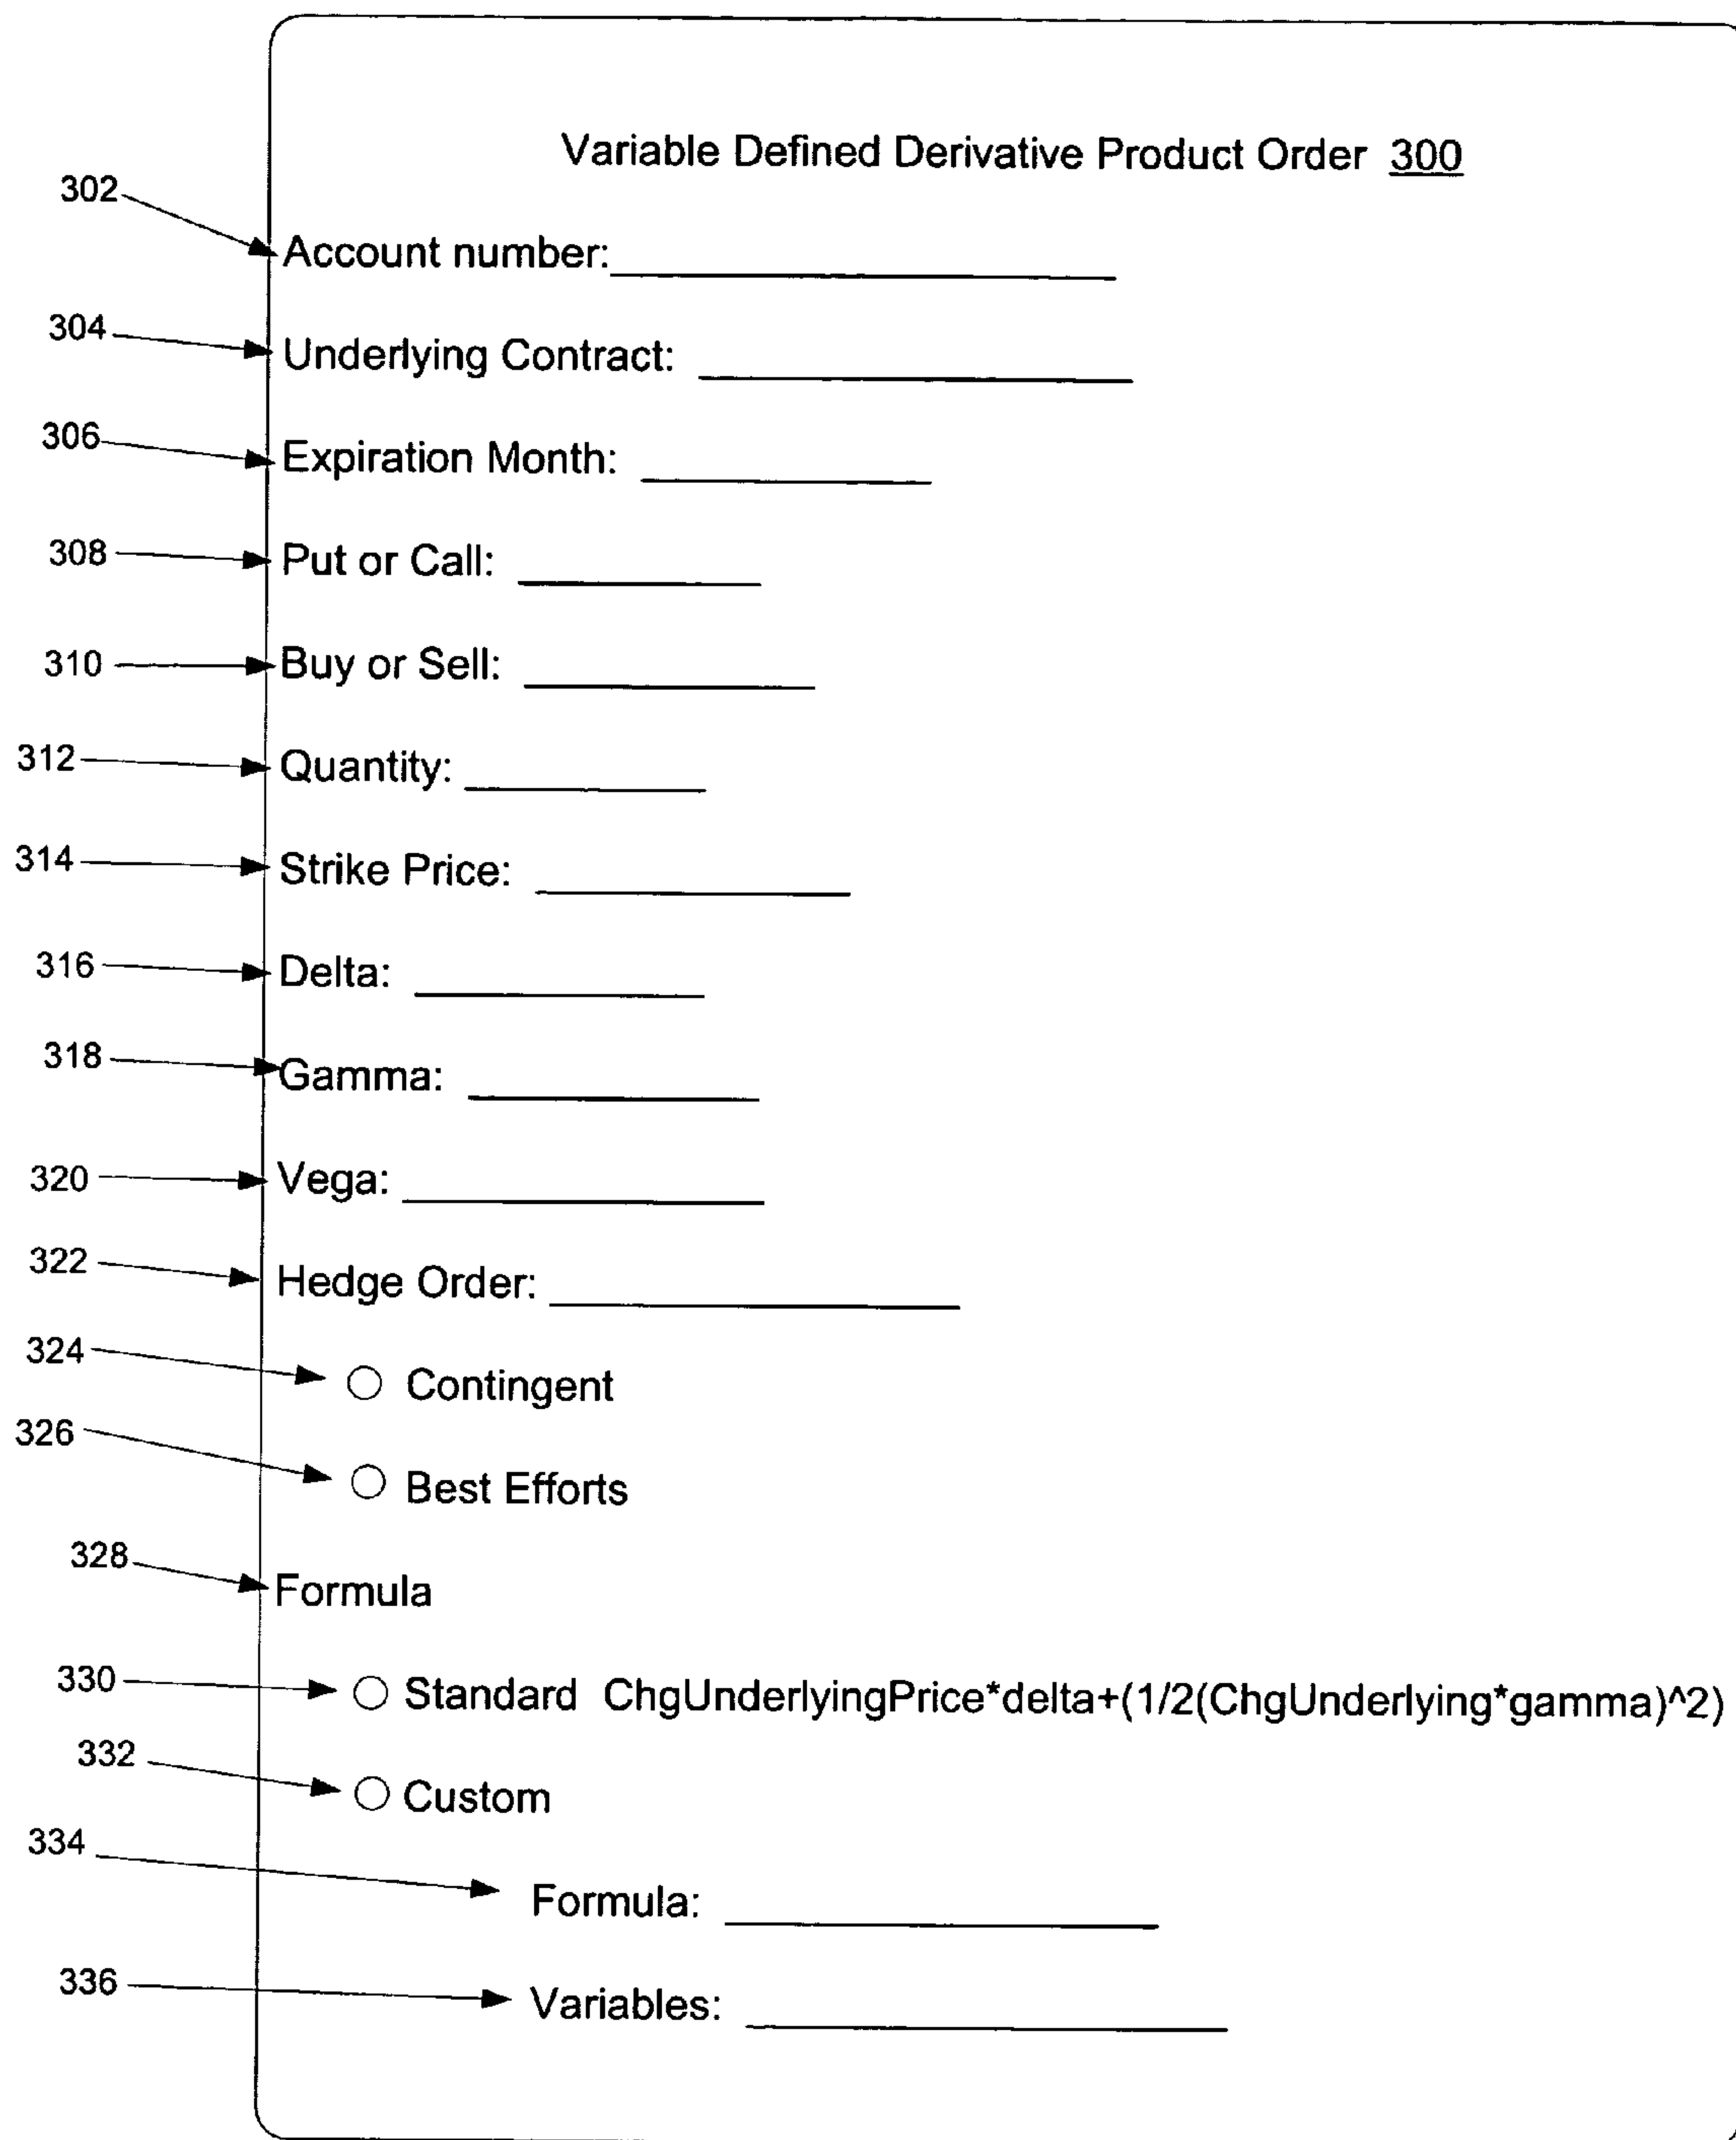 Variable Defined Derivative Product Order 300
302
Account number:
304
Underlying Contract:
306
Expiration Month:
308
Put or Call:
310
Buy or Sell:
312
Quantity:
314
Strike Price:
316
Delta:
318
Gamma:
320
Vega:
322
Hedge Order:
324
Contingent
326
Best Efforts
328
Formula
330
Standard ChgUnderlyingPrice*delta+(1/2(ChgUnderlying*gamma)^2)
332
Custom
334
Formula:
336
Variables: